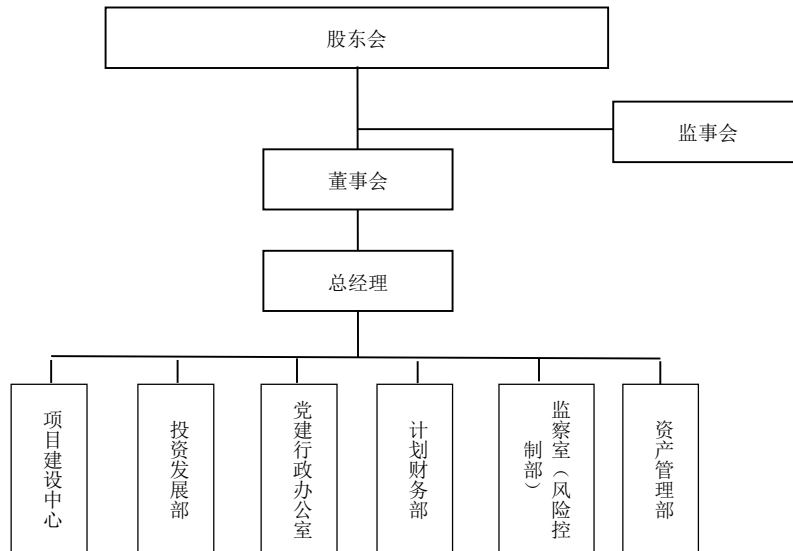 股东会
监事会
董事会
总经理
项目建设中心
投资发展部
党建行政办公室
计划财务部
监察室（风险控
制部）
资产管理部